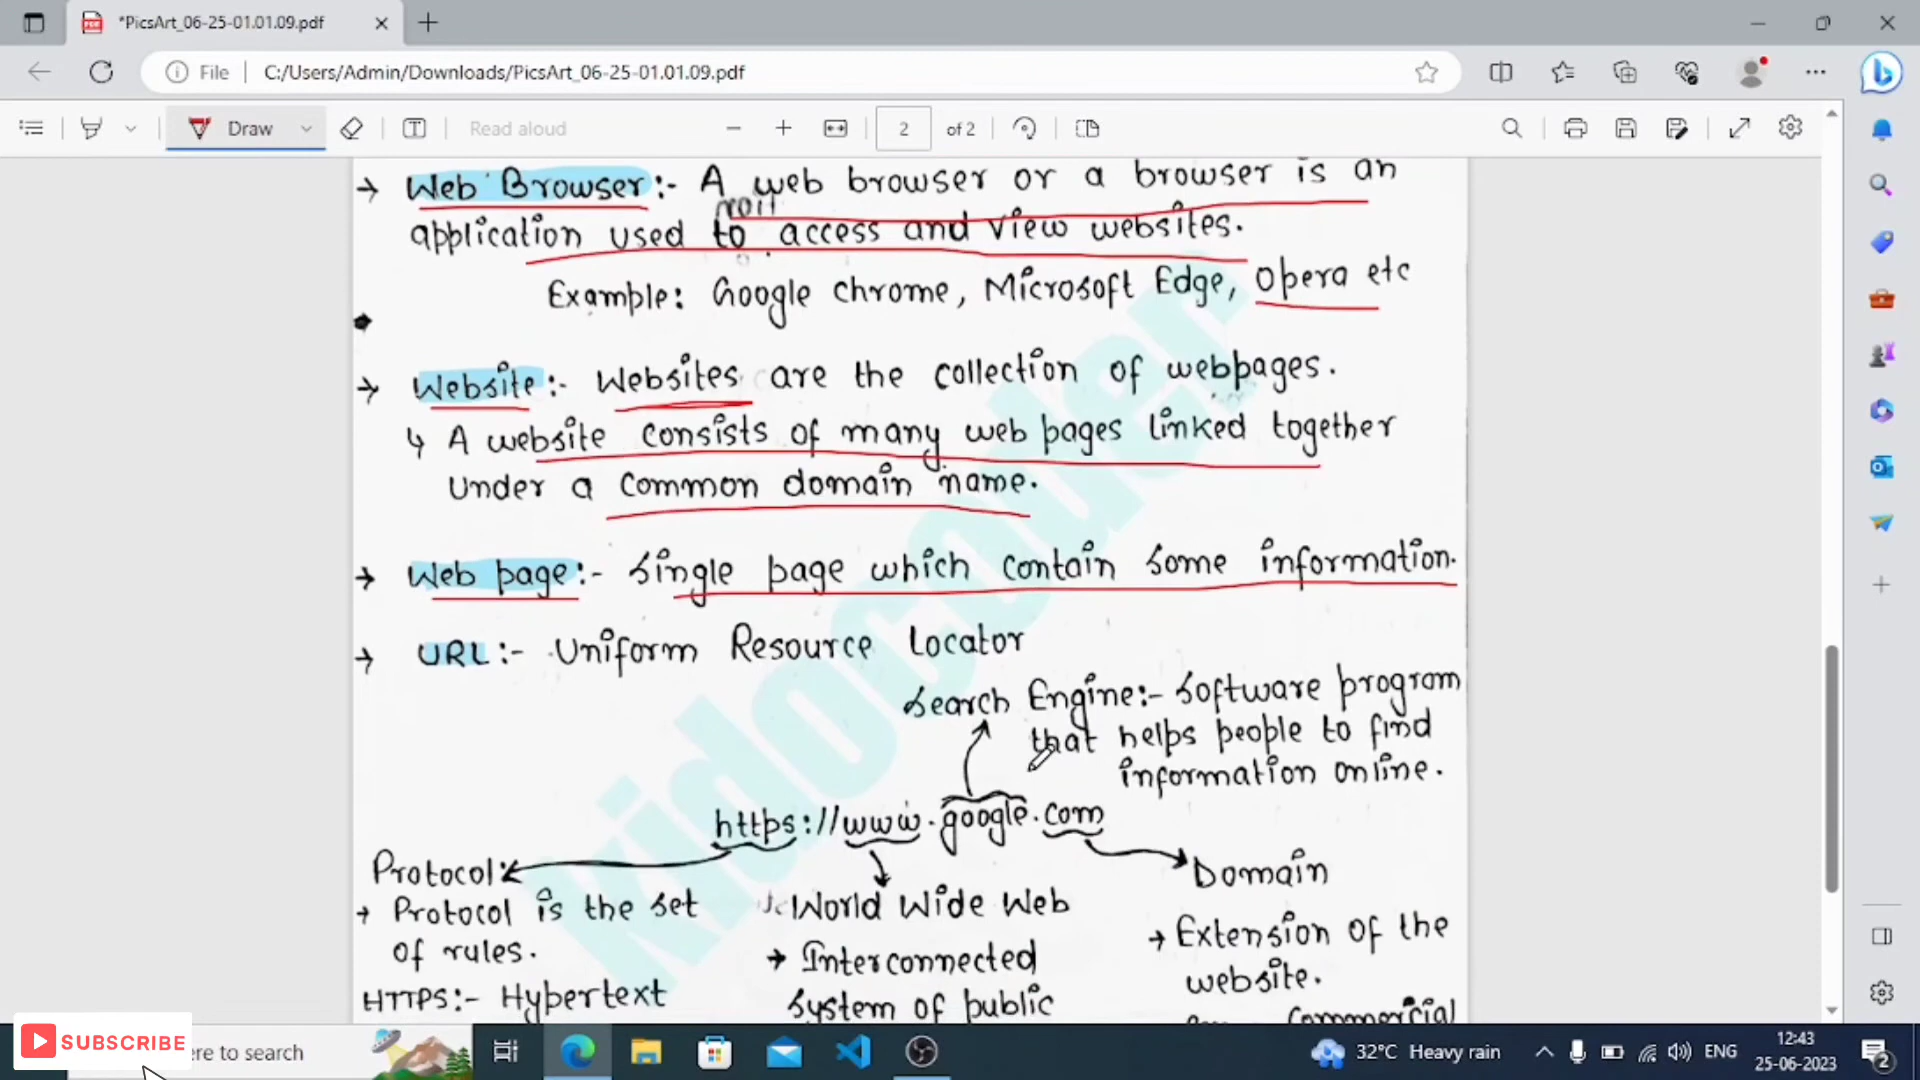 *PicsArt_06-25-01.01.09.pdf
File
C:/Users/Admin/Downloads/PicsArt_06-25-01.01.09.pdf
Draw
Read aloud
2
of 2
→ Web Browser:- A web browser or a browser is an
application used to access and view websites.
Example: Google chrome, Microsoft Edge, Opera etc
→ Website:- Websites are the collection of webpages.
↳ A website consists of many web pages linked together
Under a common domain name.
→ Web page:- Single page which contain some information.
→ URL:- Uniform Resource Locator
Search Engine:- Software program
that helps people to find
information online.
https://www.google.com
Protocol:
→ Protocol is the set
of rules.
HTTPS:- Hypertext
World Wide Web
→ Interconnected
system of public
Domain
→ Extension of the
website.
Commercial
kidocoder
SUBSCRIBE
ere to search
32°C Heavy rain
ENG
12:43
25-06-2023
2